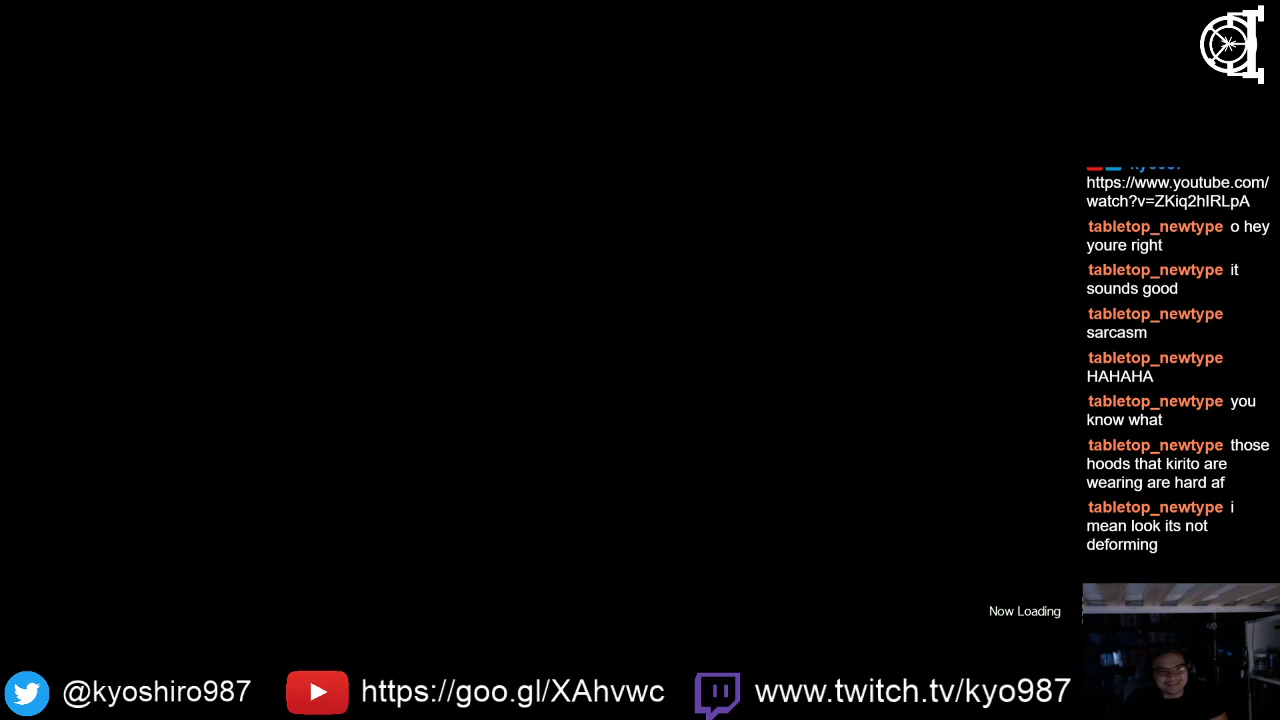 https://www.youtube.com/
watch?v=ZKiq2hIRLpA
tabletop_newtype o hey
youre right
tabletop_newtype it
sounds good
tabletop_newtype
sarcasm
tabletop_newtype
HAHAHA
tabletop_newtype you
know what
tabletop_newtype those
hoods that kirito are
wearing are hard af
tabletop_newtype i
mean look its not
deforming
Now Loading
@kyoshiro987
https://goo.gl/XAhvwc
www.twitch.tv/kyo987